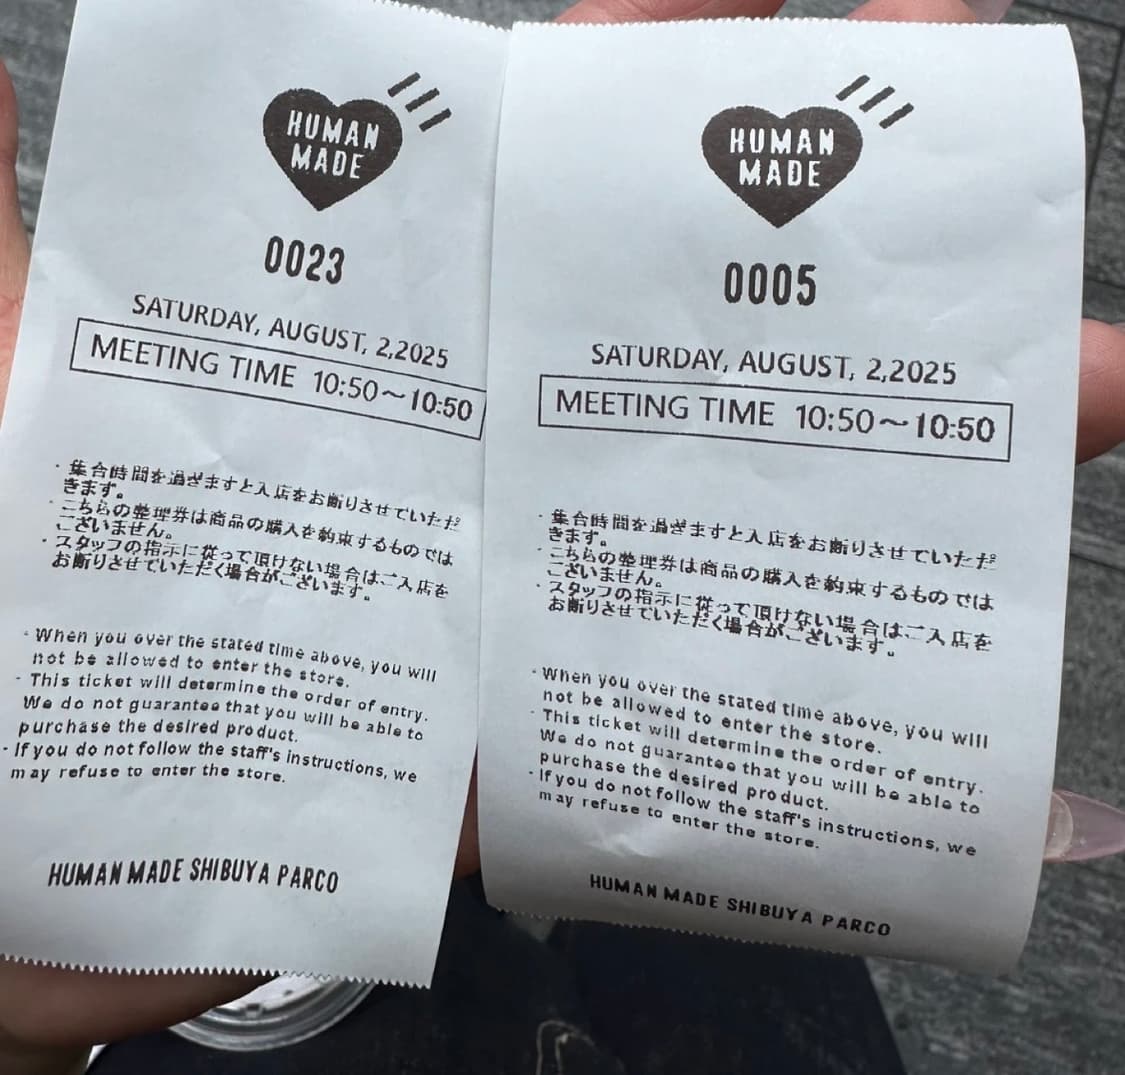 HUMAN
MADE
0023
SATURDAY, AUGUST, 2,2025
MEETING TIME 10:50～10:50
・集合時間を過ぎますと入店をお断りさせていただ
きます。
・こちらの整理券は商品の購入を約束するものでは
ございません。
・スタッフの指示に従って頂けない場合はご入店を
お断りさせていただく場合がございます。
・When you over the stated time above, you will
not be allowed to enter the store.
・This ticket will determine the order of entry.
We do not guarantee that you will be able to
purchase the desired product.
・If you do not follow the staff's instructions, we
may refuse to enter the store.
HUMAN MADE SHIBUYA PARCO
HUMAN
MADE
0005
SATURDAY, AUGUST, 2,2025
MEETING TIME 10:50～10:50
・集合時間を過ぎますと入店をお断りさせていただ
きます。
・こちらの整理券は商品の購入を約束するものでは
ございません。
・スタッフの指示に従って頂けない場合はご入店を
お断りさせていただく場合がございます。
・When you over the stated time above, you will
not be allowed to enter the store.
・This ticket will determine the order of entry.
We do not guarantee that you will be able to
purchase the desired product.
・If you do not follow the staff's instructions, we
may refuse to enter the store.
HUMAN MADE SHIBUYA PARCO